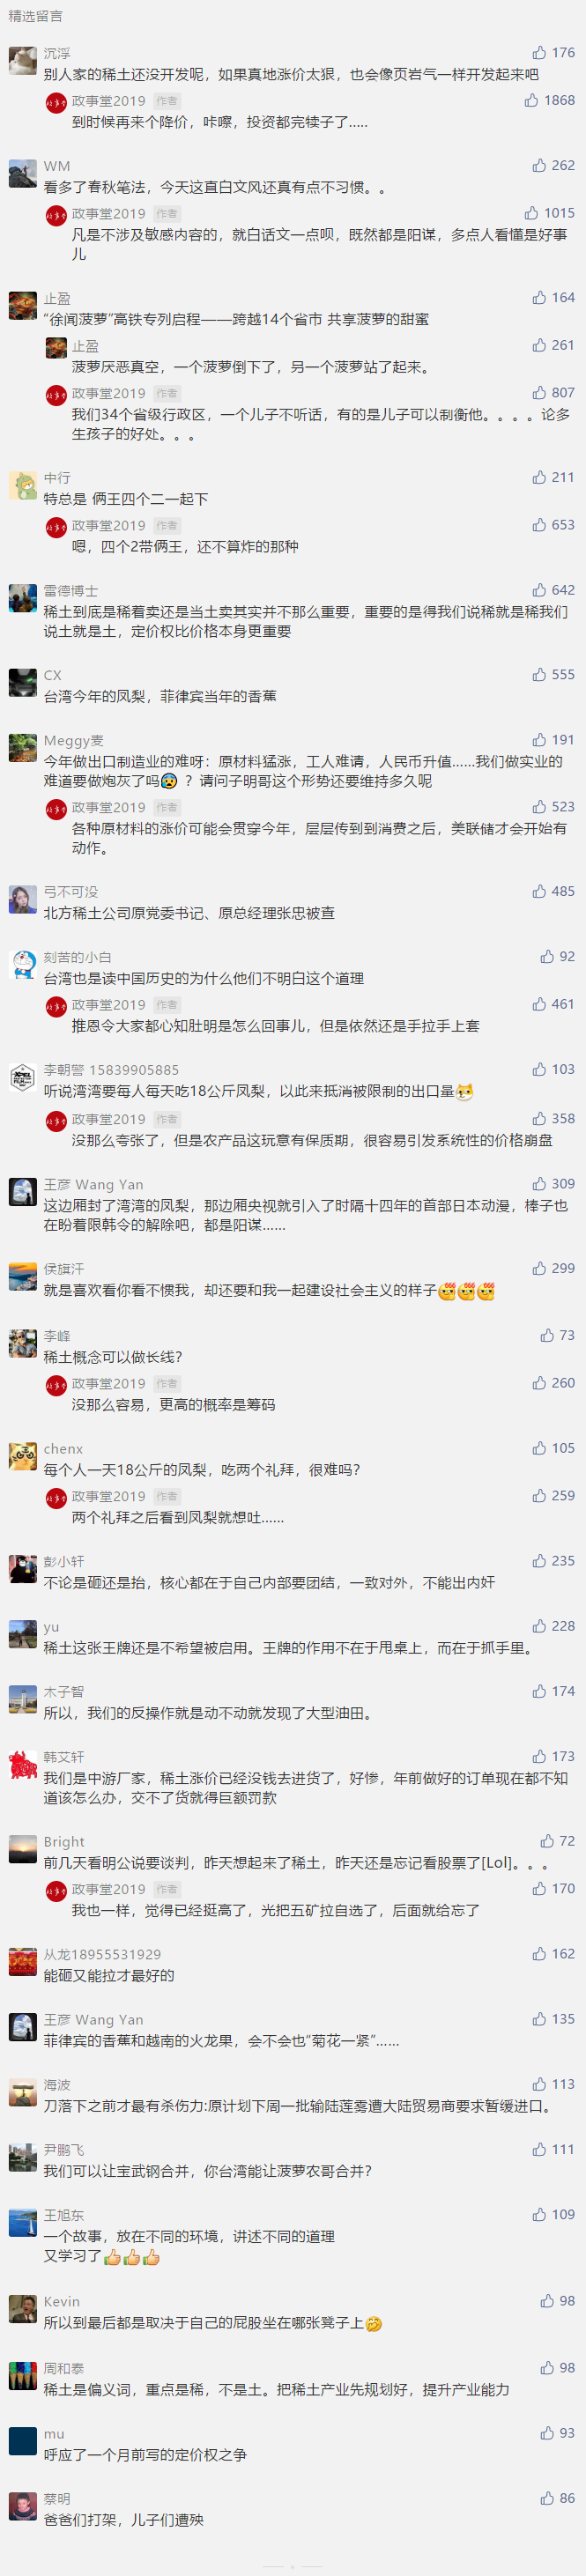 精选留言
沉浮
176
别人家的稀土还没开发呢，如果真地涨价太狠，也会像页岩气一样开发起来吧
政事堂2019 作者
1868
到时候再来个降价，咔嚓，投资都完犊子了.....
WM
262
看多了春秋笔法，今天这直白文风还真有点不习惯。。
政事堂2019 作者
1015
凡是不涉及敏感内容的，就白话文一点呗，既然都是阳谋，多点人看懂是好事
儿
止盈
164
“徐闻菠萝”高铁专列启程——跨越14个省市 共享菠萝的甜蜜
止盈
261
菠萝厌恶真空，一个菠萝倒下了，另一个菠萝站了起来。
政事堂2019 作者
807
我们34个省级行政区，一个儿子不听话，有的是儿子可以制衡他。。。。论多
生孩子的好处。。。
中行
211
特总是 俩王四个二一起下
政事堂2019 作者
653
嗯，四个2带俩王，还不算炸的那种
雷德博士
642
稀土到底是稀着卖还是当土卖其实并不那么重要，重要的是得我们说稀就是稀我们
说土就是土，定价权比价格本身更重要
CX
555
台湾今年的凤梨，菲律宾当年的香蕉
Meggy麦
191
今年做出口制造业的难呀：原材料猛涨，工人难请，人民币升值......我们做实业的
难道要做炮灰了吗😰 ？请问子明哥这个形势还要维持多久呢
政事堂2019 作者
523
各种原材料的涨价可能会贯穿今年，层层传到到消费之后，美联储才会开始有
动作。
弓不可没
485
北方稀土公司原党委书记、原总经理张忠被查
刻苦的小白
92
台湾也是读中国历史的为什么他们不明白这个道理
政事堂2019 作者
461
推恩令大家都心知肚明是怎么回事儿，但是依然还是手拉手上套
李朝警 15839905885
103
听说湾湾要每人每天吃18公斤凤梨，以此来抵消被限制的出口量
政事堂2019 作者
358
没那么夸张了，但是农产品这玩意有保质期，很容易引发系统性的价格崩盘
王彦 Wang Yan
309
这边厢封了湾湾的凤梨，那边厢央视就引入了时隔十四年的首部日本动漫，棒子也
在盼着限韩令的解除吧，都是阳谋......
侯旗汗
299
就是喜欢看你看不惯我，却还要和我一起建设社会主义的样子
李峰
73
稀土概念可以做长线？
政事堂2019 作者
260
没那么容易，更高的概率是筹码
chenx
105
每个人一天18公斤的凤梨，吃两个礼拜，很难吗？
政事堂2019 作者
259
两个礼拜之后看到凤梨就想吐......
彭小轩
235
不论是砸还是抬，核心都在于自己内部要团结，一致对外，不能出内奸
yu
228
稀土这张王牌还是不希望被启用。王牌的作用不在于甩桌上，而在于抓手里。
木子智
174
所以，我们的反操作就是动不动就发现了大型油田。
韩艾轩
173
我们是中游厂家，稀土涨价已经没钱去进货了，好惨，年前做好的订单现在都不知
道该怎么办，交不了货就得巨额罚款
Bright
72
前几天看明公说要谈判，昨天想起来了稀土，昨天还是忘记看股票了[Lol]。。。
政事堂2019 作者
170
我也一样，觉得已经挺高了，光把五矿拉自选了，后面就给忘了
从龙18955531929
162
能砸又能拉才最好的
王彦 Wang Yan
135
菲律宾的香蕉和越南的火龙果，会不会也“菊花一紧”......
海波
113
刀落下之前才最有杀伤力:原计划下周一批输陆莲雾遭大陆贸易商要求暂缓进口。
尹鹏飞
111
我们可以让宝武钢合并，你台湾能让菠萝农哥合并？
王旭东
109
一个故事，放在不同的环境，讲述不同的道理
又学习了👍👍👍
Kevin
98
所以到最后都是取决于自己的屁股坐在哪张凳子上🤣
周和泰
98
稀土是偏义词，重点是稀，不是土。把稀土产业先规划好，提升产业能力
mu
93
呼应了一个月前写的定价权之争
蔡明
86
爸爸们打架，儿子们遭殃